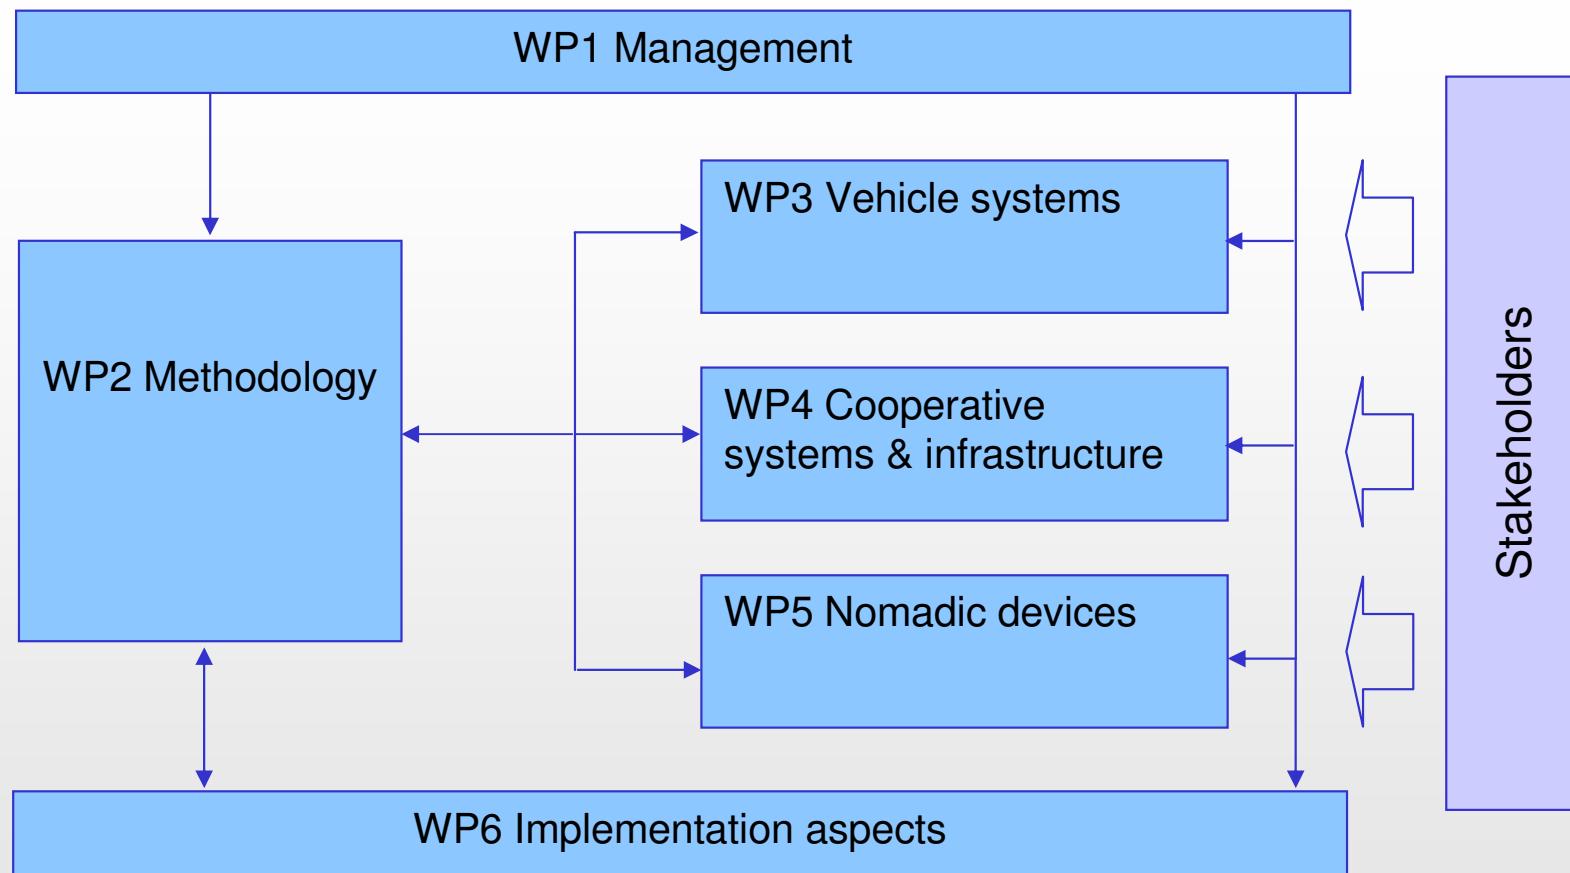 WP1 Management
WP3 Vehicle systems
WP2 Methodology
WP4 Cooperative
systems & infrastructure
WP5 Nomadic devices
Stakeholders
WP6 Implementation aspects